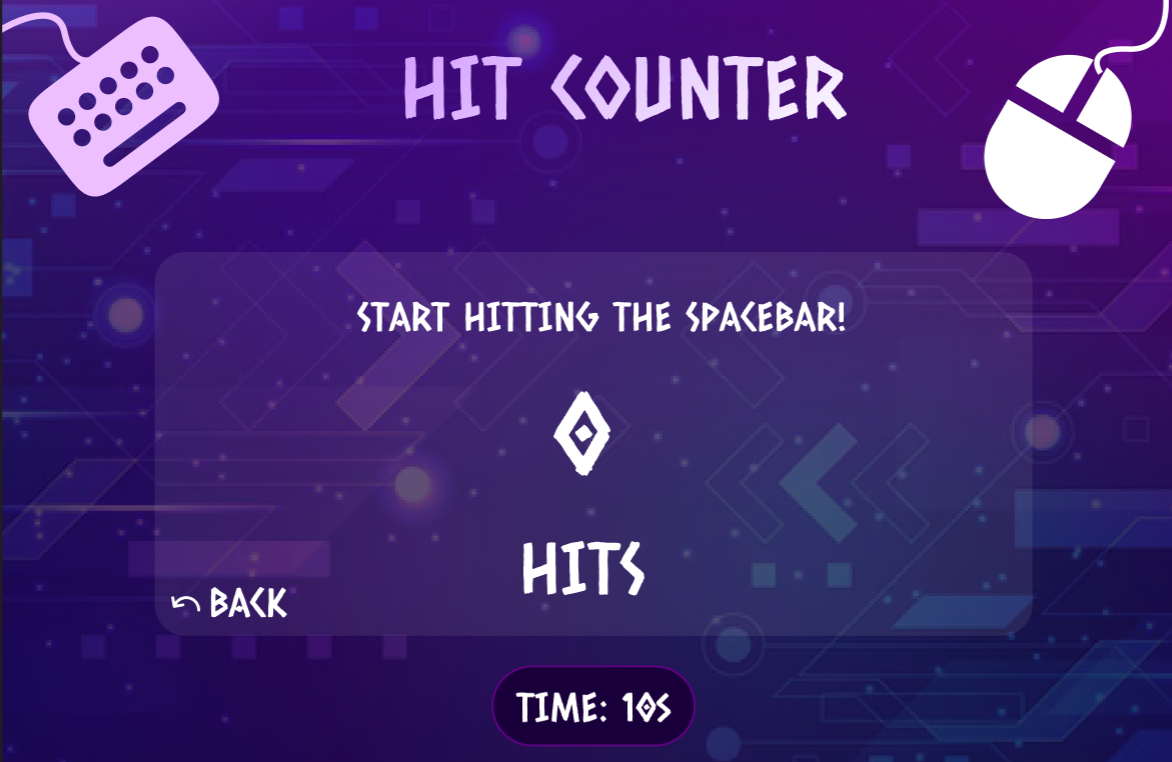 HIT COUNTER
START HITTING THE SPACEBAR!
0
HITS
BACK
TIME: 10S